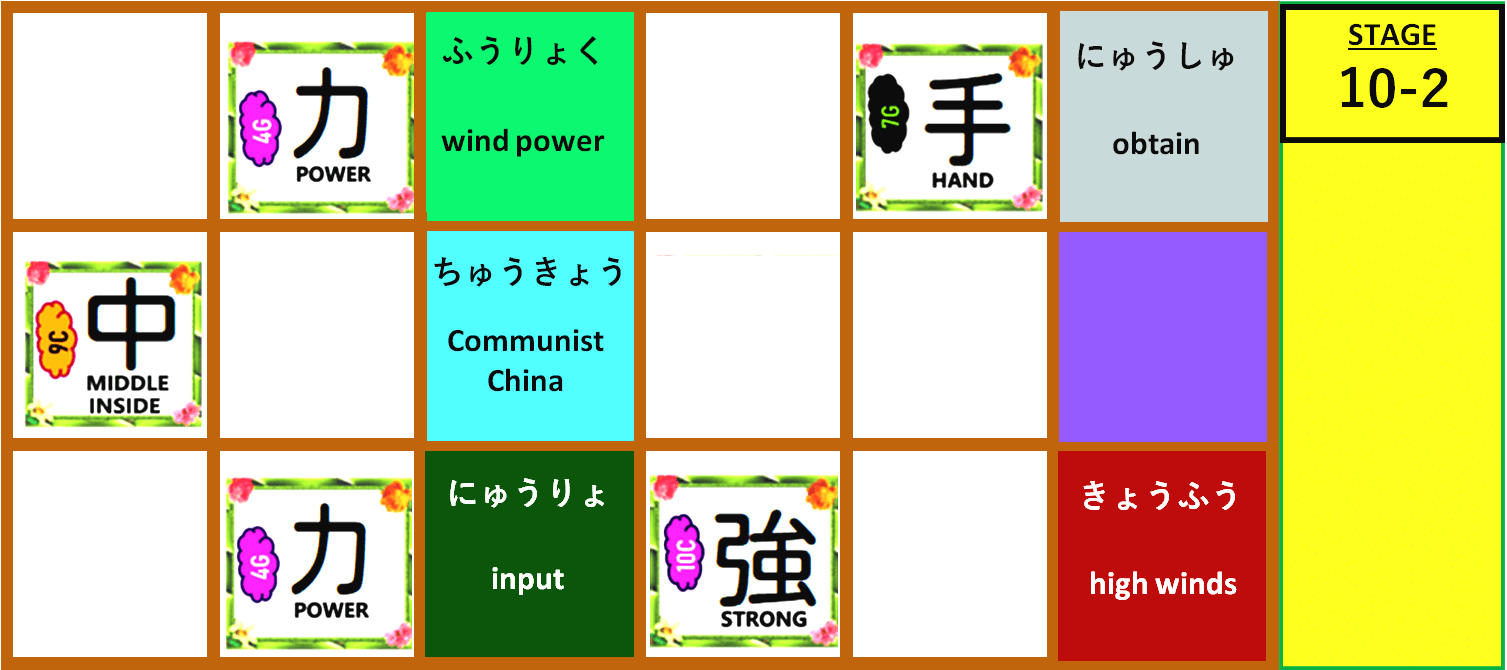 4G
力
POWER
ふうりょく
wind power
7G
手
HAND
にゅうしゅ
obtain
STAGE
10-2
9C
中
MIDDLE
INSIDE
ちゅうきょう
Communist
China
4G
力
POWER
にゅうりょ
input
10C
強
STRONG
きょうふう
high winds